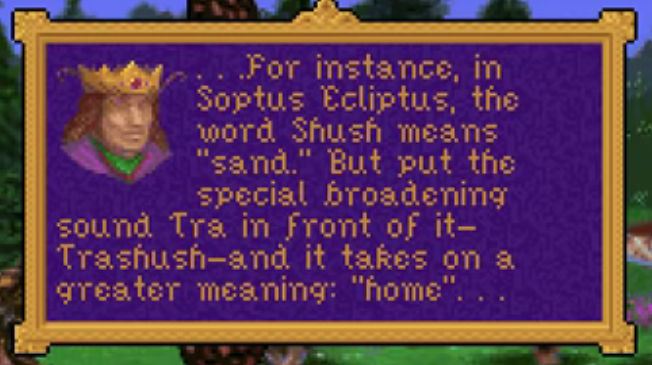 . . .For instance, in
Soptus Ecliptus, the
word Shush means
"sand." But put the
special broadening
sound Tra in front of it—
Trashush—and it takes on a
greater meaning: "home". . .